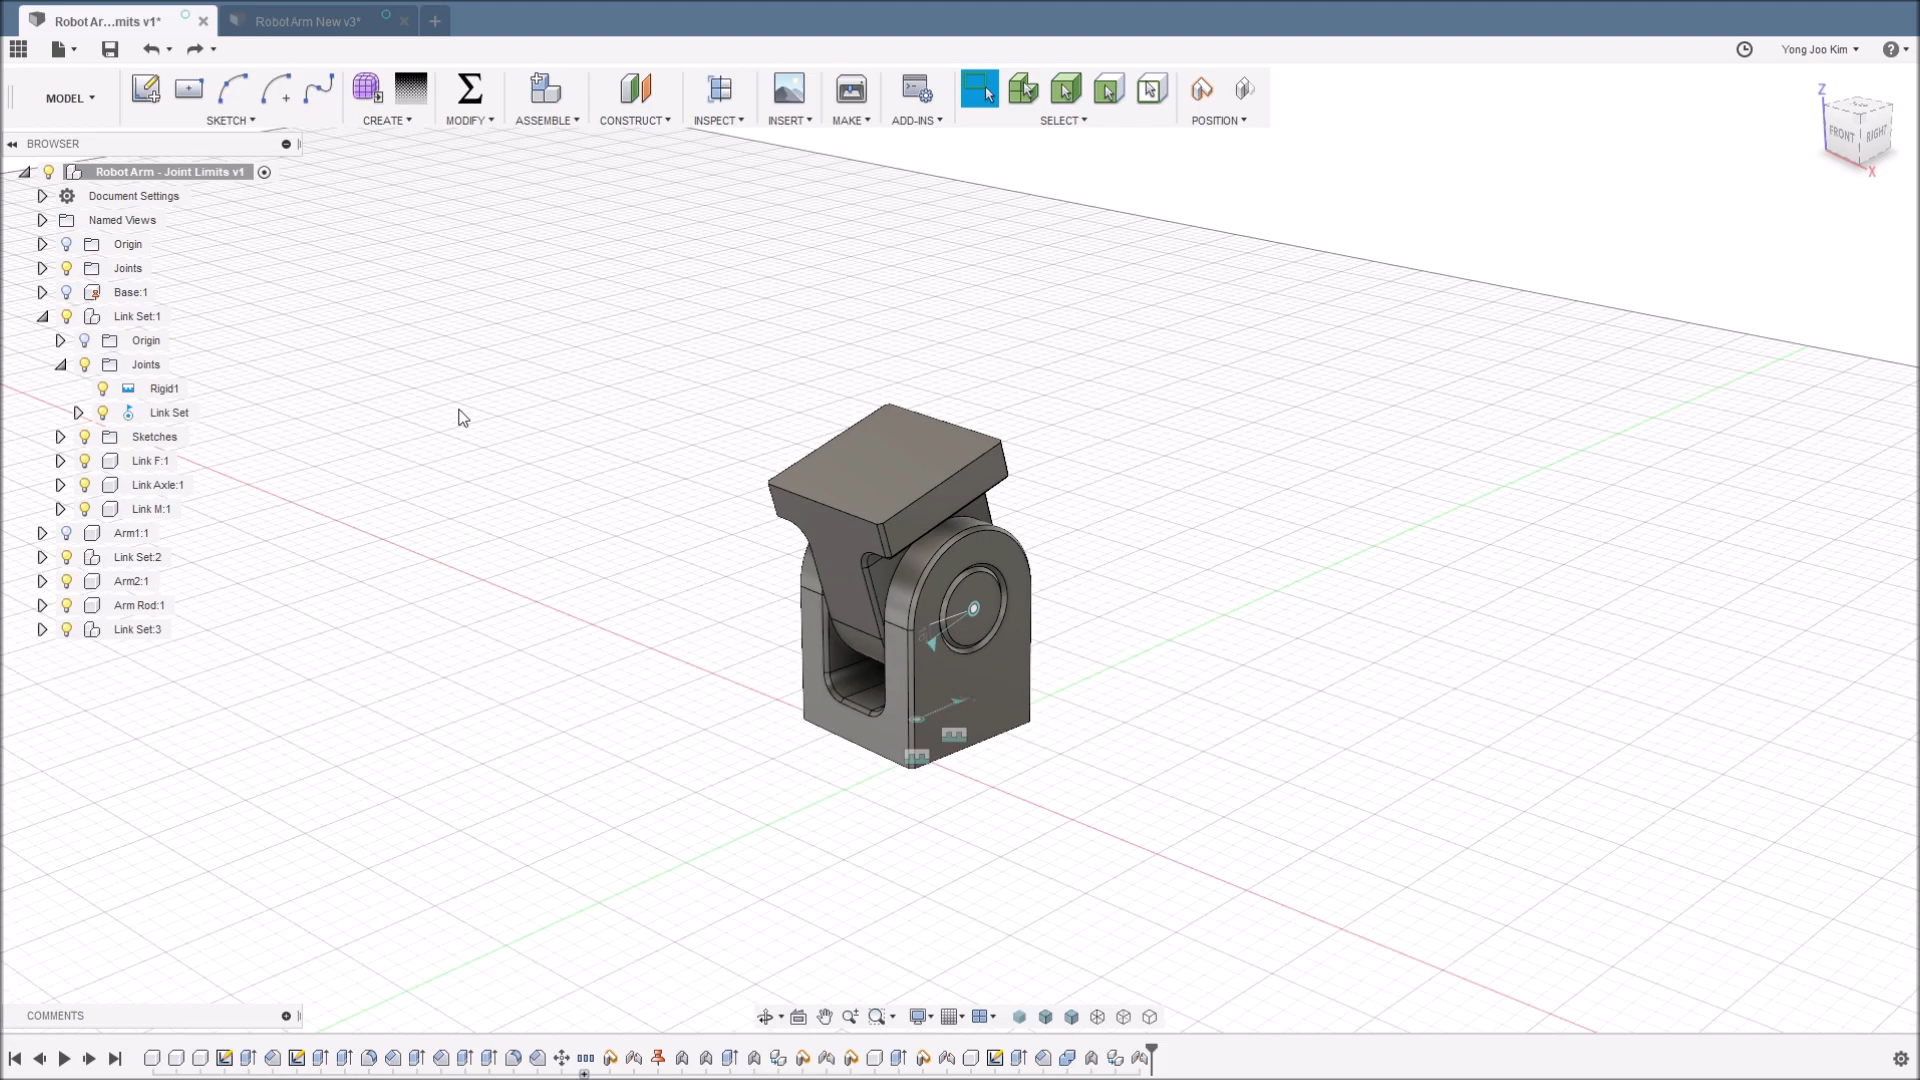 Robot Ar...mits v1*
RobotArm New v3*
Yong Joo Kim
MODEL
SKETCH
CREATE
MODIFY
ASSEMBLE
CONSTRUCT
INSPECT
INSERT
MAKE
ADD-INS
SELECT
POSITION
Z
FRONT
RIGHT
X
BROWSER
Robot Arm - Joint Limits v1
Document Settings
Named Views
Origin
Joints
Base:1
Link Set:1
Origin
Joints
Rigid1
Link Set
Sketches
Link F:1
Link Axle:1
Link M:1
Arm1:1
Link Set:2
Arm2:1
Arm Rod:1
Link Set:3
COMMENTS